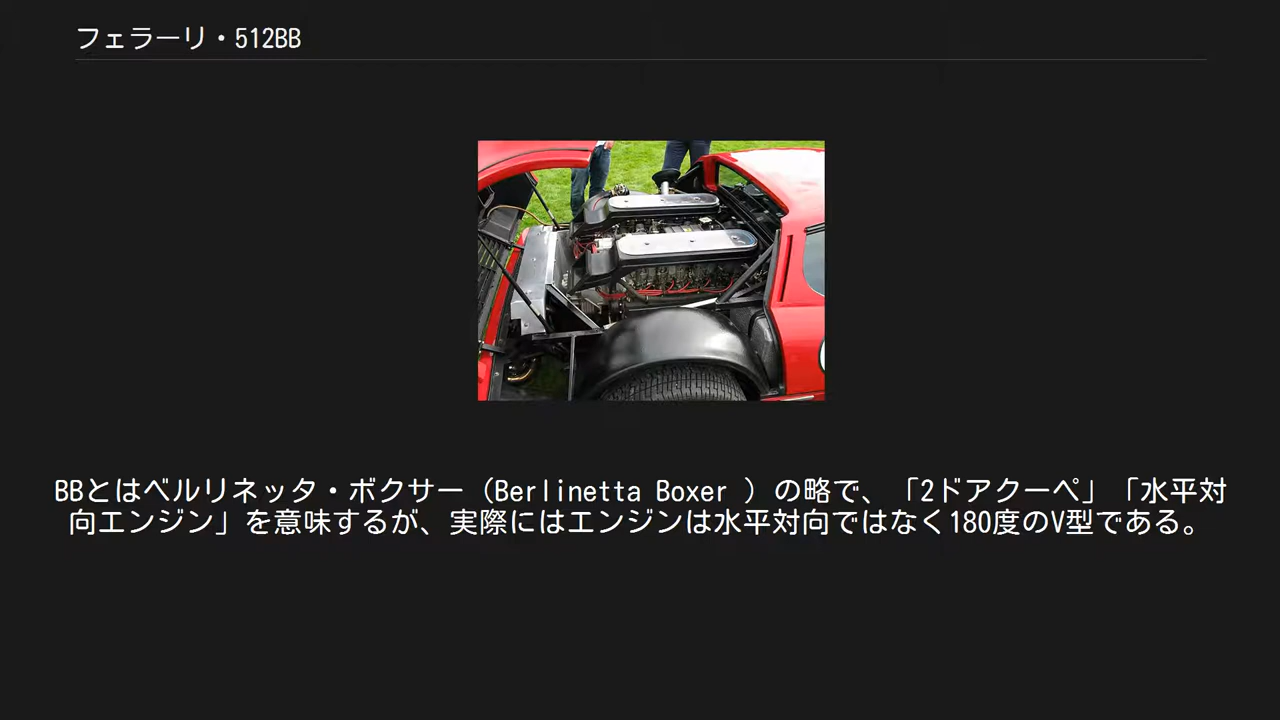 フェラーリ・512BB
BBとはベルリネッタ・ボクサー（Berlinetta Boxer ）の略で、「2ドアクーペ」「水平対
向エンジン」を意味するが、実際にはエンジンは水平対向ではなく180度のV型である。